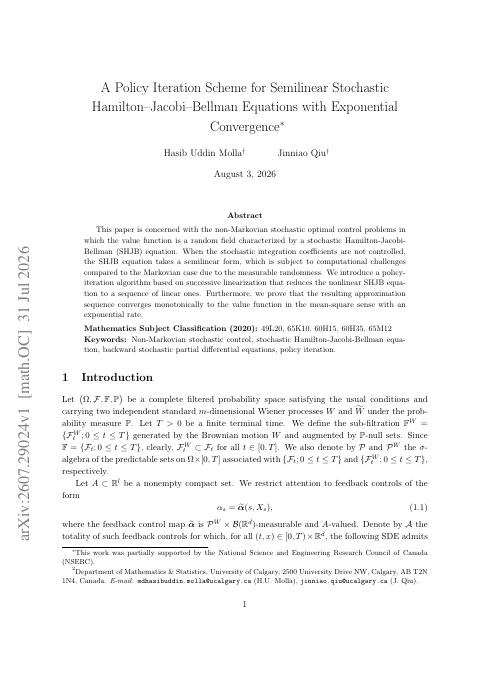 A Policy Iteration Scheme for Semilinear Stochastic
Hamilton–Jacobi–Bellman Equations with Exponential
Convergence*
Hasib Uddin Molla† Jinniao Qiu†
August 3, 2026
Abstract
This paper is concerned with the non-Markovian stochastic optimal control problems in
which the value function is a random field characterized by a stochastic Hamilton-Jacobi-
Bellman (SHJB) equation. When the stochastic integration coefficients are not controlled,
the SHJB equation takes a semilinear form, which is subject to computational challenges
compared to the Markovian case due to the measurable randomness. We introduce a policy-
iteration algorithm based on successive linearization that reduces the nonlinear SHJB equa-
tion to a sequence of linear ones. Furthermore, we prove that the resulting approximation
sequence converges monotonically to the value function in the mean-square sense with an
exponential rate.
Mathematics Subject Classification (2020): 49L20, 65K10, 60H15, 60H35, 65M12
Keywords: Non-Markovian stochastic control, stochastic Hamilton-Jacobi-Bellman equa-
tion, backward stochastic partial differential equations, policy iteration.
1 Introduction
Let (Ω, ℱ, 𝔽, ℙ) be a complete filtered probability space satisfying the usual conditions and
carrying two independent standard m-dimensional Wiener processes W and W̃ under the prob-
ability measure ℙ. Let T > 0 be a finite terminal time. We define the sub-filtration 𝔽^W =
{ℱ_t^W; 0 ≤ t ≤ T} generated by the Brownian motion W and augmented by ℙ-null sets. Since
𝔽 = {ℱ_t; 0 ≤ t ≤ T}, clearly, ℱ_t^W ⊂ ℱ_t for all t ∈ [0, T]. We also denote by 𝒫 and 𝒫^W the σ-
algebra of the predictable sets on Ω×[0, T] associated with {ℱ_t; 0 ≤ t ≤ T} and {ℱ_t^W; 0 ≤ t ≤ T},
respectively.
Let A ⊂ ℝ^l be a nonempty compact set. We restrict attention to feedback controls of the
form
α_s = α̃(s, X_s), (1.1)
where the feedback control map α̃ is 𝒫^W × ℬ(ℝ^d)-measurable and A-valued. Denote by 𝒜 the
totality of such feedback controls for which, for all (t, x) ∈ [0, T) × ℝ^d, the following SDE admits
*This work was partially supported by the National Science and Engineering Research Council of Canada
(NSERC).
2Department of Mathematics & Statistics, University of Calgary, 2500 University Drive NW, Calgary, AB T2N
1N4, Canada. E-mail: mdhasibuddin.molla@ucalgary.ca (H.U. Molla), jinniao.qiu@ucalgary.ca (J. Qiu).
1
arXiv:2607.29024v1 [math.OC] 31 Jul 2026